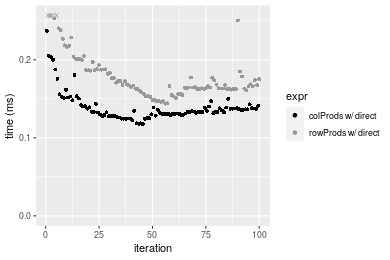 expr
colProds w/ direct
rowProds w/ direct
time (ms)
0.2
0.1
0.0
0
25
50
75
100
iteration